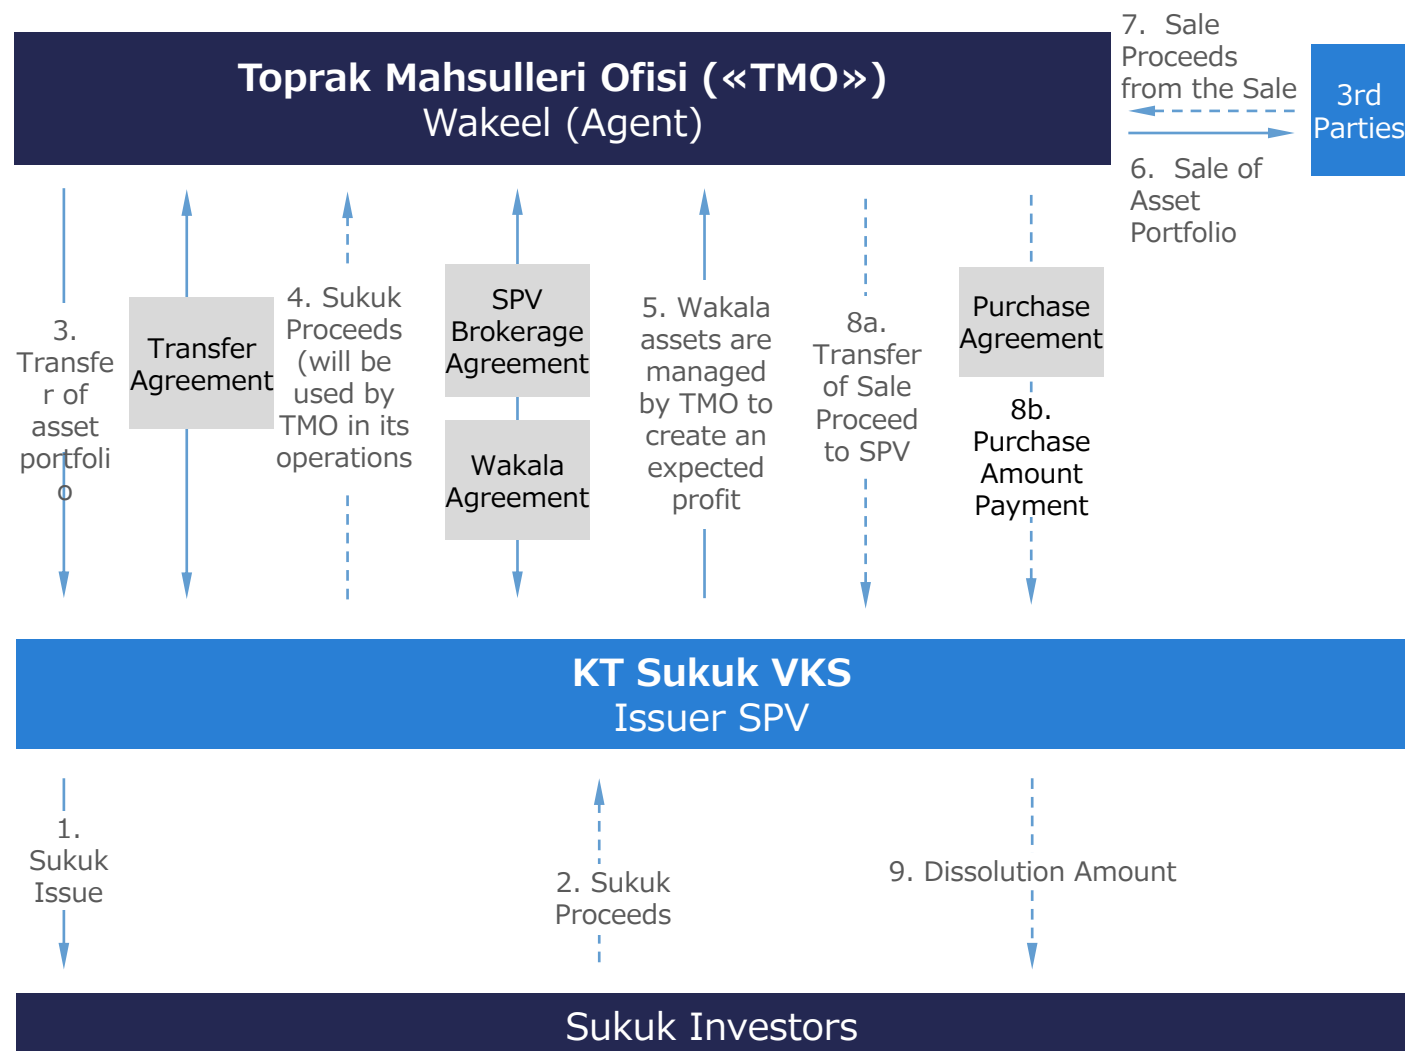 Toprak Mahsulleri Ofisi («TMO»)
Wakeel (Agent)
7.  Sale
Proceeds
from the Sale
3rd
Parties
6.  Sale of
Asset
Portfolio
3.
Transfe
r of
asset
portfoli
o
Transfer
Agreement
4. Sukuk
Proceeds
(will be
used by
TMO in its
operations
SPV
Brokerage
Agreement
Wakala
Agreement
5. Wakala
assets are
managed
by TMO to
create an
expected
profit
8a.
Transfer
of Sale
Proceed
to SPV
Purchase
Agreement
8b.
Purchase
Amount
Payment
KT Sukuk VKS
Issuer SPV
1.
Sukuk
Issue
2. Sukuk
Proceeds
9. Dissolution Amount
Sukuk Investors